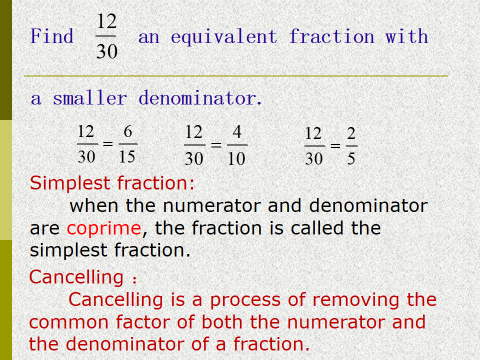 Find 12/30 an equivalent fraction with
a smaller denominator.
12/30 = 6/15 12/30 = 4/10 12/30 = 2/5
Simplest fraction:
when the numerator and denominator
are coprime, the fraction is called the
simplest fraction.
Cancelling :
Cancelling is a process of removing the
common factor of both the numerator and
the denominator of a fraction.